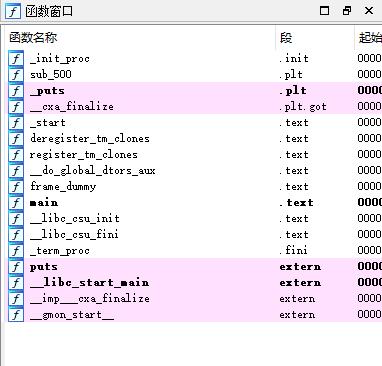 函数窗口
函数名称 段 起始
_init_proc .init 0000
sub_500 .plt 0000
_puts .plt 0000
__cxa_finalize .plt.got 0000
_start .text 0000
deregister_tm_clones .text 0000
register_tm_clones .text 0000
__do_global_dtors_aux .text 0000
frame_dummy .text 0000
main .text 0000
__libc_csu_init .text 0000
__libc_csu_fini .text 0000
_term_proc .fini 0000
puts extern 0000
__libc_start_main extern 0000
__imp___cxa_finalize extern 0000
__gmon_start__ extern 0000